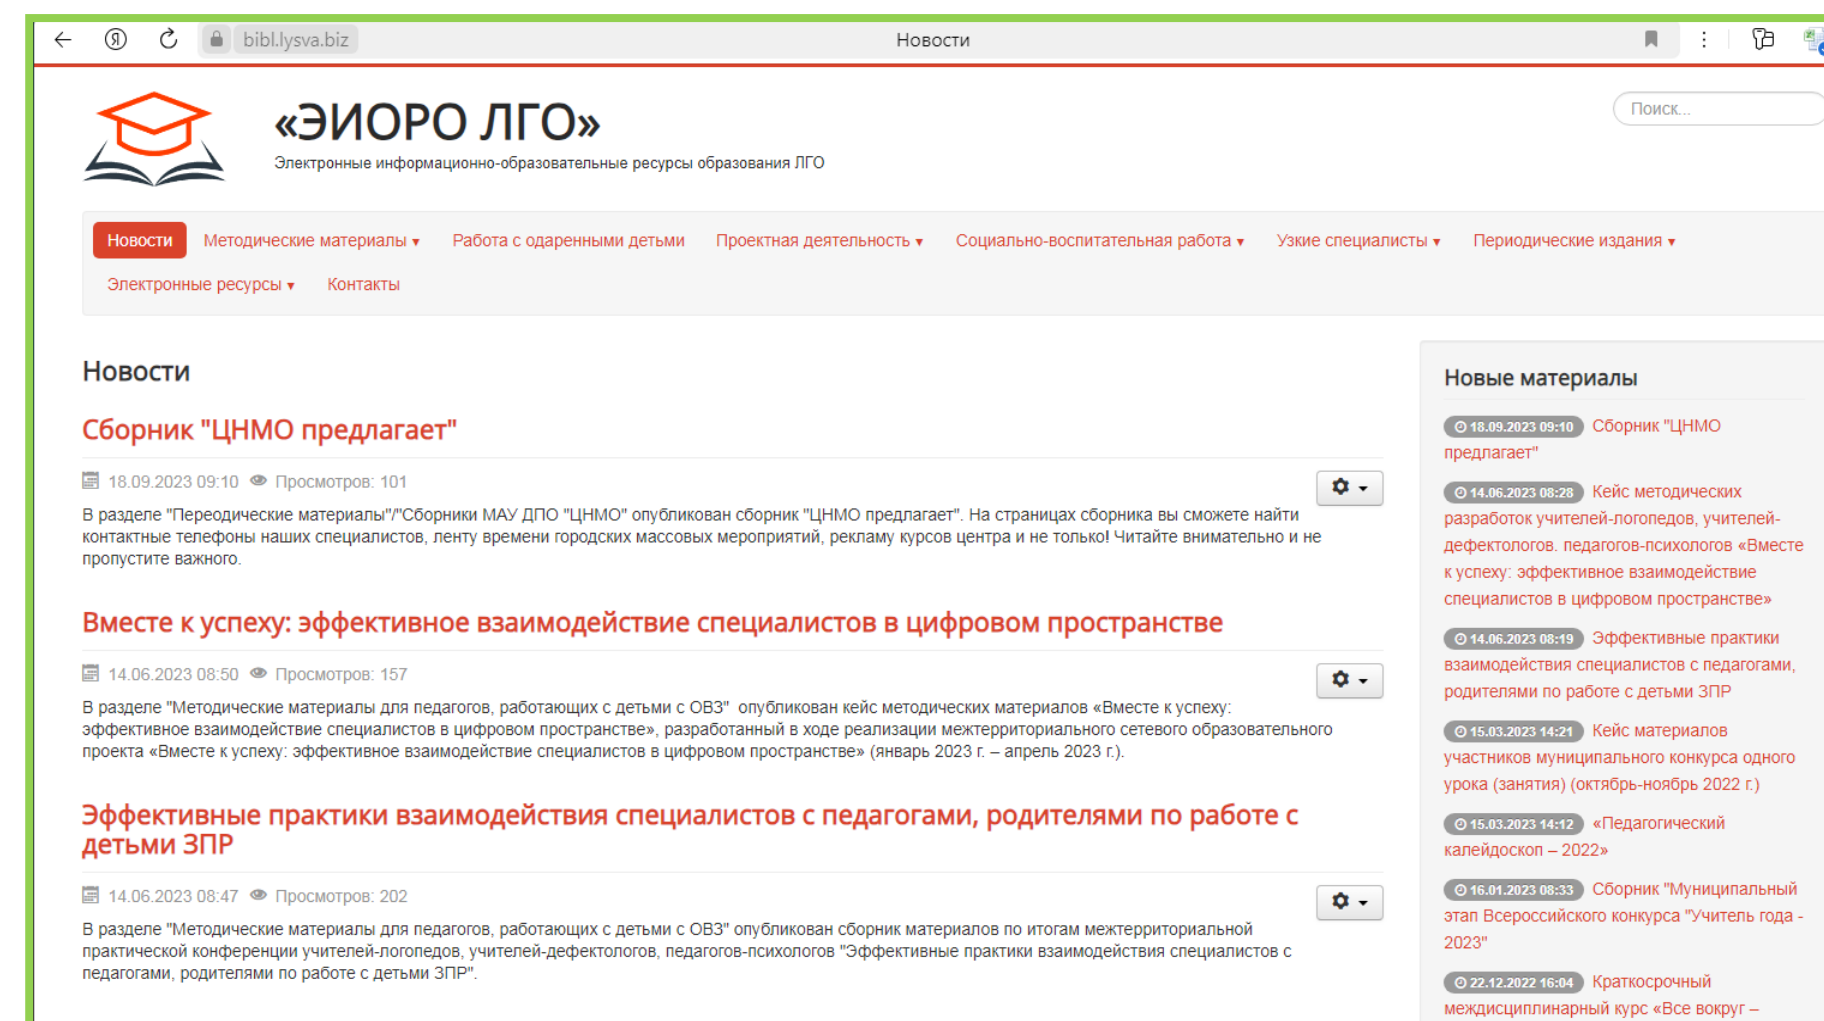 bibl.lysva.biz
Новости
«ЭИОРО ЛГО»
Электронные информационно-образовательные ресурсы образования ЛГО
Поиск...
Новости Методические материалы ▾ Работа с одаренными детьми Проектная деятельность ▾ Социально-воспитательная работа ▾ Узкие специалисты ▾ Периодические издания ▾
Электронные ресурсы ▾ Контакты
Новости
Сборник "ЦНМО предлагает"
18.09.2023 09:10 Просмотров: 101
В разделе "Переодические материалы"/"Сборники МАУ ДПО "ЦНМО" опубликован сборник "ЦНМО предлагает". На страницах сборника вы сможете найти
контактные телефоны наших специалистов, ленту времени городских массовых мероприятий, рекламу курсов центра и не только! Читайте внимательно и не
пропустите важного.
Вместе к успеху: эффективное взаимодействие специалистов в цифровом пространстве
14.06.2023 08:50 Просмотров: 157
В разделе "Методические материалы для педагогов, работающих с детьми с ОВЗ" опубликован кейс методических материалов «Вместе к успеху:
эффективное взаимодействие специалистов в цифровом пространстве», разработанный в ходе реализации межтерриториального сетевого образовательного
проекта «Вместе к успеху: эффективное взаимодействие специалистов в цифровом пространстве» (январь 2023 г. – апрель 2023 г.).
Эффективные практики взаимодействия специалистов с педагогами, родителями по работе с
детьми ЗПР
14.06.2023 08:47 Просмотров: 202
В разделе "Методические материалы для педагогов, работающих с детьми с ОВЗ" опубликован сборник материалов по итогам межтерриториальной
практической конференции учителей-логопедов, учителей-дефектологов, педагогов-психологов "Эффективные практики взаимодействия специалистов с
педагогами, родителями по работе с детьми ЗПР".
Новые материалы
18.09.2023 09:10 Сборник "ЦНМО
предлагает"
14.06.2023 08:28 Кейс методических
разработок учителей-логопедов, учителей-
дефектологов. педагогов-психологов «Вместе
к успеху: эффективное взаимодействие
специалистов в цифровом пространстве»
14.06.2023 08:19 Эффективные практики
взаимодействия специалистов с педагогами,
родителями по работе с детьми ЗПР
15.03.2023 14:21 Кейс материалов
участников муниципального конкурса одного
урока (занятия) (октябрь-ноябрь 2022 г.)
15.03.2023 14:12 «Педагогический
калейдоскоп – 2022»
16.01.2023 08:33 Сборник "Муниципальный
этап Всероссийского конкурса "Учитель года -
2023"
22.12.2022 16:04 Краткосрочный
междисциплинарный курс «Все вокруг –